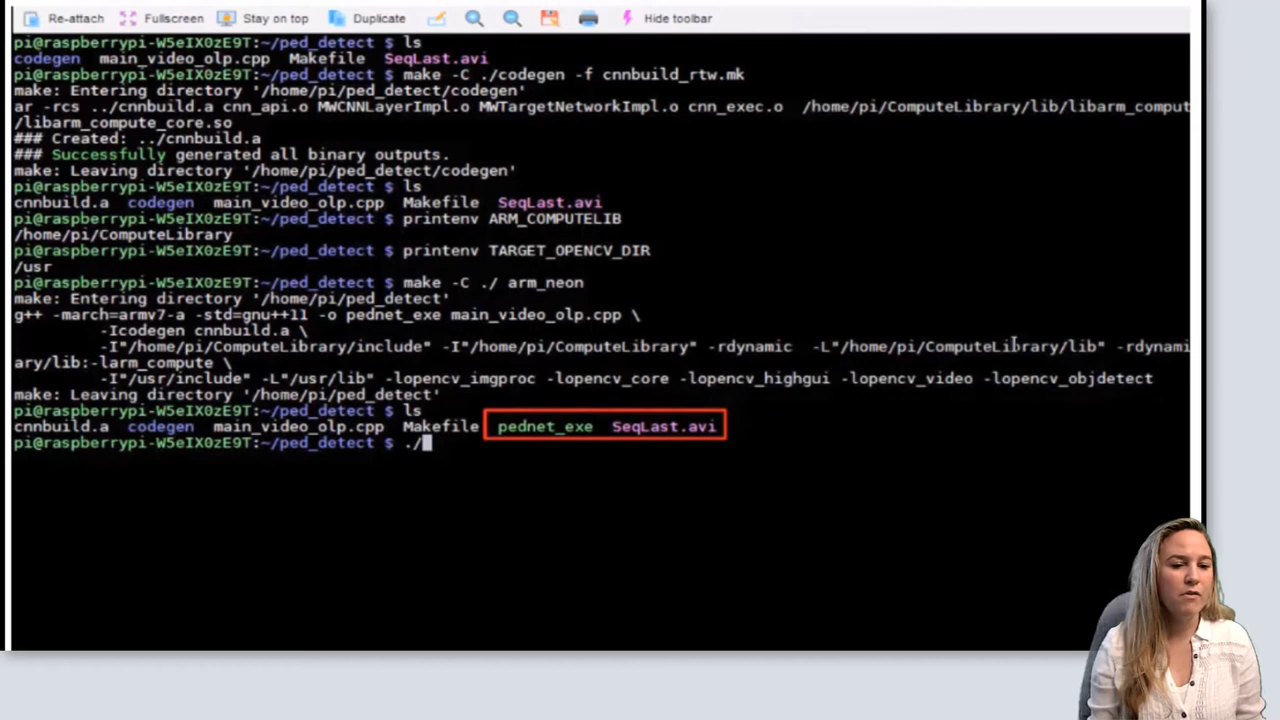 Re-attach Fullscreen Stay on top Duplicate Hide toolbar
pi@raspberrypi-W5eIX0zE9T:~/ped_detect $ ls
codegen main_video_olp.cpp Makefile SeqLast.avi
pi@raspberrypi-W5eIX0zE9T:~/ped_detect $ make -C ./codegen -f cnnbuild_rtw.mk
make: Entering directory '/home/pi/ped_detect/codegen'
ar -rcs ../cnnbuild.a cnn_api.o MWCNNLayerImpl.o MWTargetNetworkImpl.o cnn_exec.o /home/pi/ComputeLibrary/lib/libarm_comput
/libarm_compute_core.so
### Created: ../cnnbuild.a
### Successfully generated all binary outputs.
make: Leaving directory '/home/pi/ped_detect/codegen'
pi@raspberrypi-W5eIX0zE9T:~/ped_detect $ ls
cnnbuild.a codegen main_video_olp.cpp Makefile SeqLast.avi
pi@raspberrypi-W5eIX0zE9T:~/ped_detect $ printenv ARM_COMPUTELIB
/home/pi/ComputeLibrary
pi@raspberrypi-W5eIX0zE9T:~/ped_detect $ printenv TARGET_OPENCV_DIR
/usr
pi@raspberrypi-W5eIX0zE9T:~/ped_detect $ make -C ./ arm_neon
make: Entering directory '/home/pi/ped_detect'
g++ -march=armv7-a -std=gnu++11 -o pednet_exe main_video_olp.cpp \
-Icodegen cnnbuild.a \
-I"/home/pi/ComputeLibrary/include" -I"/home/pi/ComputeLibrary" -rdynamic -L"/home/pi/ComputeLibrary/lib" -rdynami
ary/lib:-larm_compute \
-I"/usr/include" -L"/usr/lib" -lopencv_imgproc -lopencv_core -lopencv_highgui -lopencv_video -lopencv_objdetect
make: Leaving directory '/home/pi/ped_detect'
pi@raspberrypi-W5eIX0zE9T:~/ped_detect $ ls
cnnbuild.a codegen main_video_olp.cpp Makefile pednet_exe SeqLast.avi
pi@raspberrypi-W5eIX0zE9T:~/ped_detect $ ./